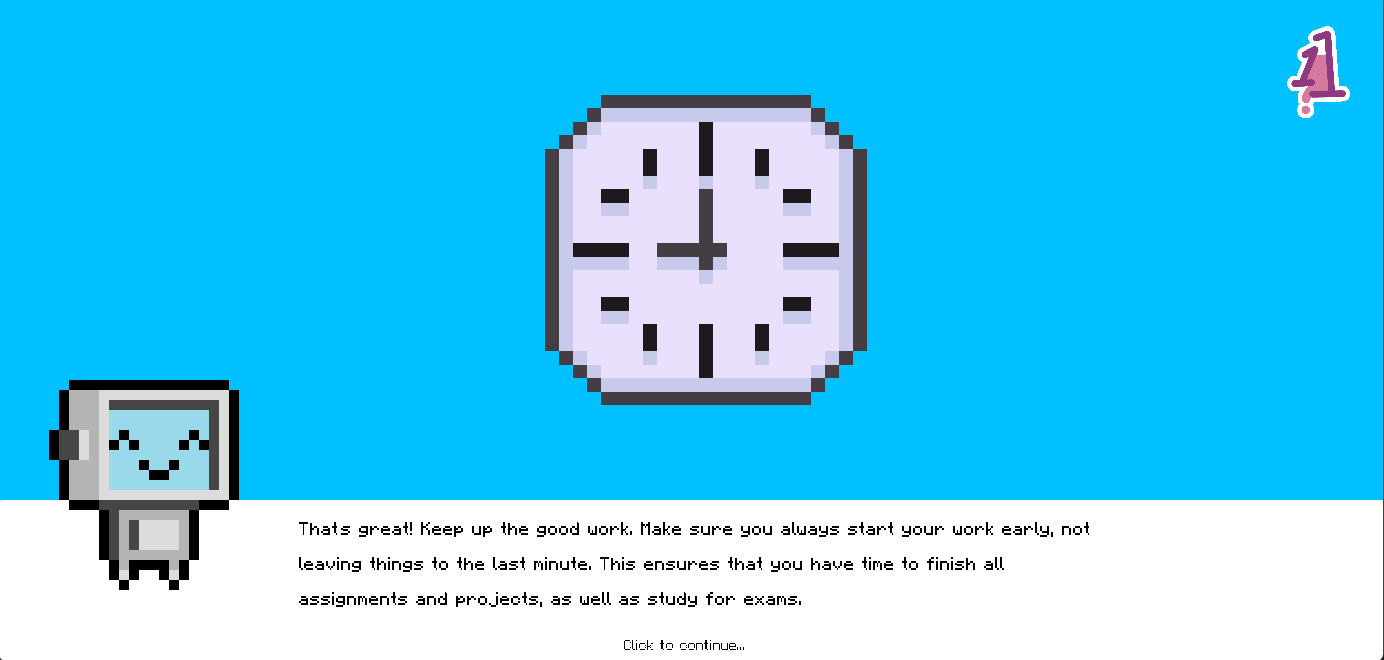 Thats great! Keep up the good work. Make sure you always start your work early, not
leaving things to the last minute. This ensures that you have time to finish all
assignments and projects, as well as study for exams.
Click to continue...